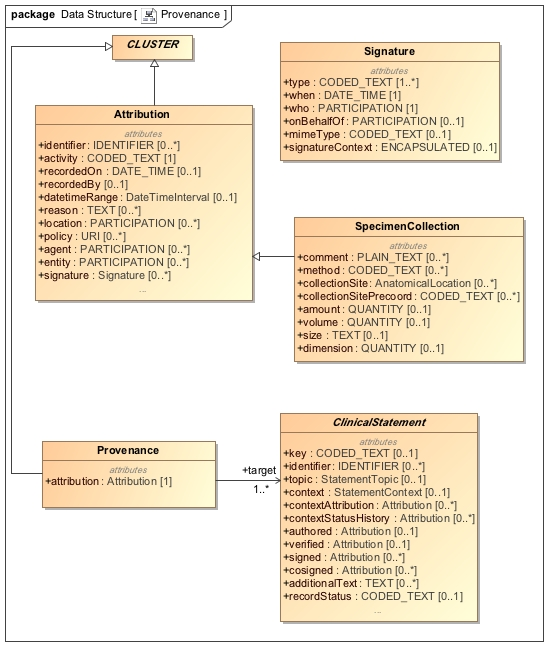 package Data Structure [ Provenance ]
CLUSTER
Signature
attributes
+type : CODED_TEXT [1..*]
+when : DATE_TIME [1]
+who : PARTICIPATION [1]
+onBehalfOf : PARTICIPATION [0..1]
+mimeType : CODED_TEXT [0..1]
+signatureContext : ENCAPSULATED [0..1]
Attribution
attributes
+identifier : IDENTIFIER [0..*]
+activity : CODED_TEXT [1]
+recordedOn : DATE_TIME [0..1]
+recordedBy [0..1]
+datetimeRange : DateTimeInterval [0..1]
+reason : TEXT [0..*]
+location : PARTICIPATION [0..*]
+policy : URI [0..*]
+agent : PARTICIPATION [0..*]
+entity : PARTICIPATION [0..*]
+signature : Signature [0..*]
...
SpecimenCollection
attributes
+comment : PLAIN_TEXT [0..*]
+method : CODED_TEXT [0..*]
+collectionSite : AnatomicalLocation [0..*]
+collectionSitePrecoord : CODED_TEXT [0..*]
+amount : QUANTITY [0..1]
+volume : QUANTITY [0..1]
+size : TEXT [0..1]
+dimension : QUANTITY [0..1]
Provenance
attributes
+attribution : Attribution [1]
+target
1..*
ClinicalStatement
attributes
+key : CODED_TEXT [0..1]
+identifier : IDENTIFIER [0..*]
+topic : StatementTopic [0..1]
+context : StatementContext [0..1]
+contextAttribution : Attribution [0..*]
+contextStatusHistory : Attribution [0..*]
+authored : Attribution [0..1]
+verified : Attribution [0..1]
+signed : Attribution [0..*]
+cosigned : Attribution [0..*]
+additionalText : TEXT [0..*]
+recordStatus : CODED_TEXT [0..1]
...